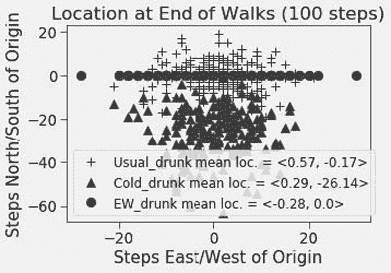 Location at End of Walks (100 steps)
Steps North/South of Origin
20
0
−20
−40
−60
Usual_drunk mean loc. = <0.57, -0.17>
Cold_drunk mean loc. = <0.29, -26.14>
EW_drunk mean loc. = <-0.28, 0.0>
−20
0
20
Steps East/West of Origin